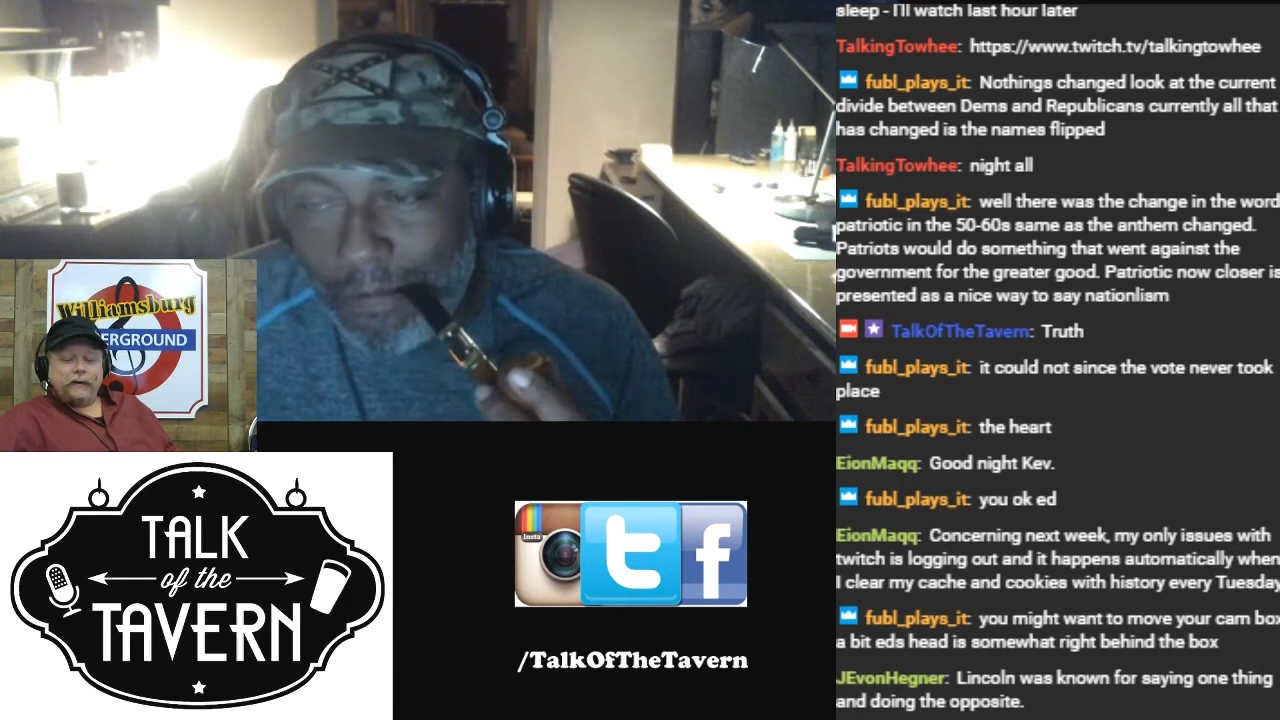 sleep - I'll watch last hour later
TalkingTowhee: https://www.twitch.tv/talkingtowhee
fubl_plays_it: Nothings changed look at the current
divide between Dems and Republicans currently all that
has changed is the names flipped
TalkingTowhee: night all
fubl_plays_it: well there was the change in the word
patriotic in the 50-60s same as the anthem changed.
Patriots would do something that went against the
government for the greater good. Patriotic now closer is
presented as a nice way to say nationlism
TalkOfTheTavern: Truth
fubl_plays_it: it could not since the vote never took
place
fubl_plays_it: the heart
EionMaqq: Good night Kev.
fubl_plays_it: you ok ed
EionMaqq: Concerning next week, my only issues with
twitch is logging out and it happens automatically when
I clear my cache and cookies with history every Tuesday
fubl_plays_it: you might want to move your cam box
a bit eds head is somewhat right behind the box
JEvonHegner: Lincoln was known for saying one thing
and doing the opposite.
Williamsburg
ERGROUND
TALK
of the
TAVERN
Insta
/TalkOfTheTavern